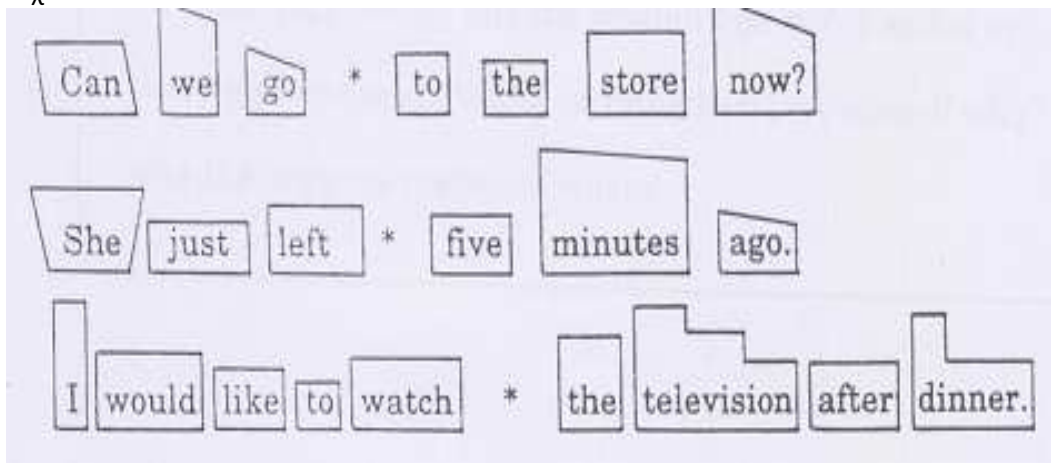 Can we go * to the store now?
She just left * five minutes ago.
I would like to watch * the television after dinner.